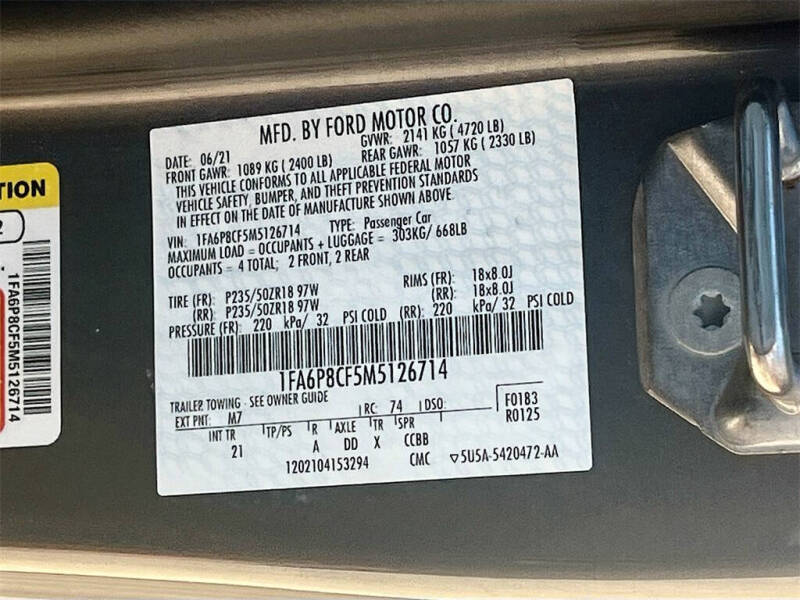 MFD. BY FORD MOTOR CO.
DATE: 06/21 GVWR: 2141 KG ( 4720 LB)
FRONT GAWR: 1089 KG ( 2400 LB) REAR GAWR: 1057 KG ( 2330 LB)
THIS VEHICLE CONFORMS TO ALL APPLICABLE FEDERAL MOTOR
VEHICLE SAFETY, BUMPER, AND THEFT PREVENTION STANDARDS
IN EFFECT ON THE DATE OF MANUFACTURE SHOWN ABOVE.
VIN: 1FA6P8CF5M5126714 TYPE: Passenger Car
MAXIMUM LOAD = OCCUPANTS + LUGGAGE = 303KG/ 668LB
OCCUPANTS = 4 TOTAL; 2 FRONT, 2 REAR
TIRE (FR): P235/50ZR18 97W RIMS (FR): 18x8.0J
(RR): P235/50ZR18 97W (RR): 18x8.0J
PRESSURE (FR): 220 kPa/ 32 PSI COLD (RR): 220 kPa/ 32 PSI COLD
1FA6P8CF5M5126714
TRAILER TOWING - SEE OWNER GUIDE
EXT PNT: M7 RC: 74 DSO: F0183
R0125
INT TR TP/PS R AXLE TR SPR
21 A DD X CCBB
1202104153294 CMC ▽5U5A-5420472-AA
TION
2
1FA6P8CF5M5126714